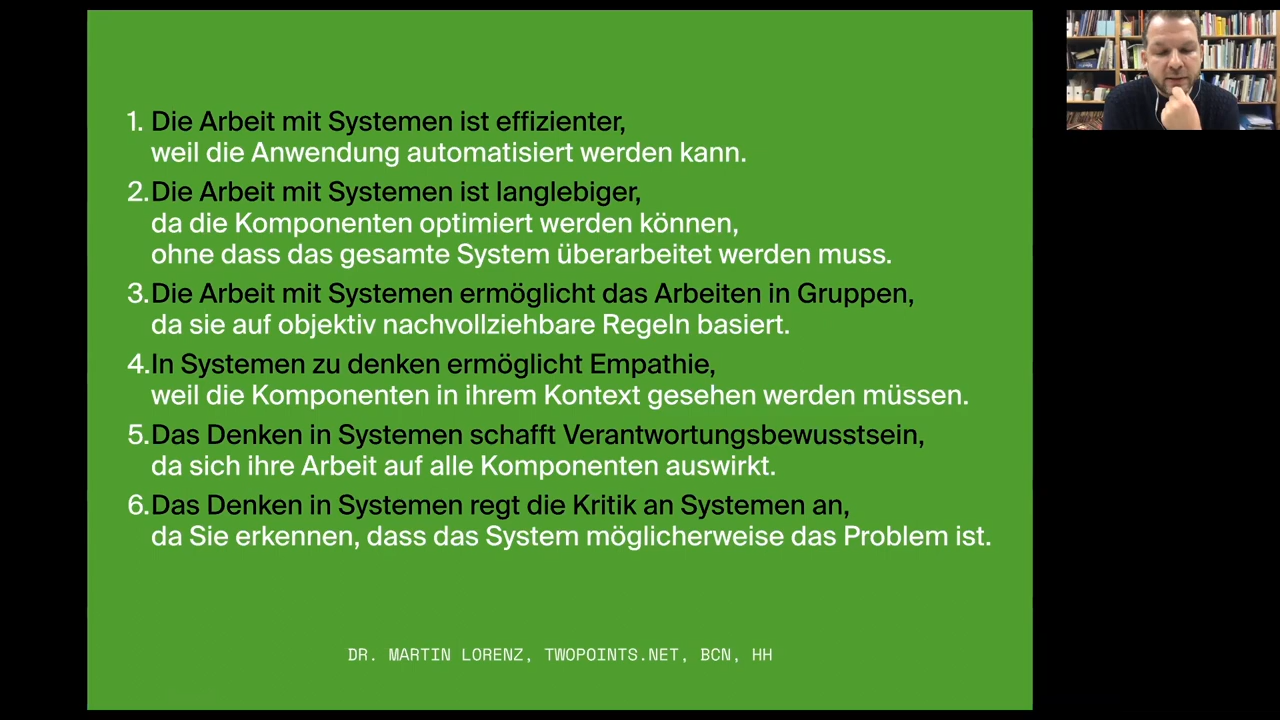 1. Die Arbeit mit Systemen ist effizienter,
weil die Anwendung automatisiert werden kann.
2. Die Arbeit mit Systemen ist langlebiger,
da die Komponenten optimiert werden können,
ohne dass das gesamte System überarbeitet werden muss.
3. Die Arbeit mit Systemen ermöglicht das Arbeiten in Gruppen,
da sie auf objektiv nachvollziehbare Regeln basiert.
4. In Systemen zu denken ermöglicht Empathie,
weil die Komponenten in ihrem Kontext gesehen werden müssen.
5. Das Denken in Systemen schafft Verantwortungsbewusstsein,
da sich ihre Arbeit auf alle Komponenten auswirkt.
6. Das Denken in Systemen regt die Kritik an Systemen an,
da Sie erkennen, dass das System möglicherweise das Problem ist.
DR. MARTIN LORENZ, TWOPOINTS.NET, BCN, HH